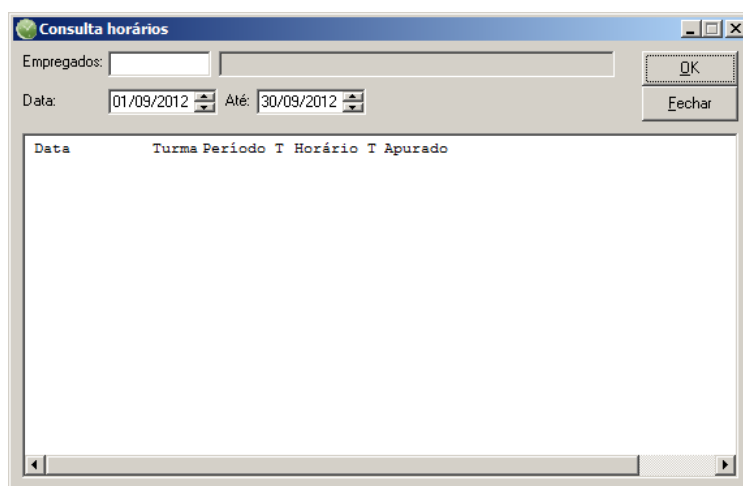 Consulta horários
Empregados:
OK
Data: 01/09/2012 Até: 30/09/2012
Fechar
Data Turma Período T Horário T Apurado